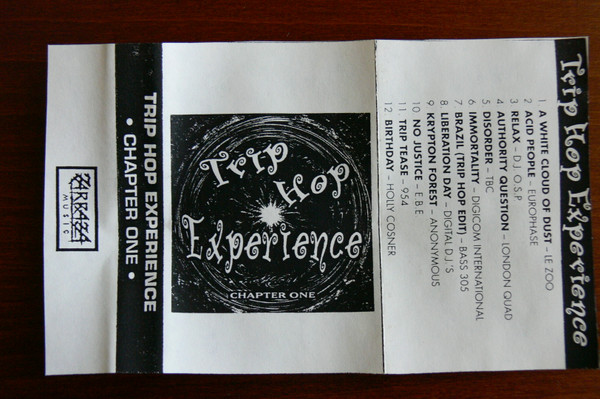 Trip Hop Experience
1 A WHITE CLOUD OF DUST - LE ZOO
2 ACID PEOPLE - EUROPHASE
3 RELAX - D.J. O.S.P.
4 AUTHORITY QUESTION - LONDON QUAD
5 DISORDER - TBC
6 IMMORTALITY - DIGICOM INTERNATIONAL
7 BRAZIL (TRIP HOP EDIT) - BASS 305
8 LIBERATION DAY - DIGITAL D.J.'S
9 KRYPTON FOREST - ANONYMOUS
10 NO JUSTICE - E.B.E
11 TRIP TEASE - 954
12 BIRTHDAY - HOLLY COSNER
Trip
Hop
Experience
CHAPTER ONE
TRIP HOP EXPERIENCE
• CHAPTER ONE •
MUSIC